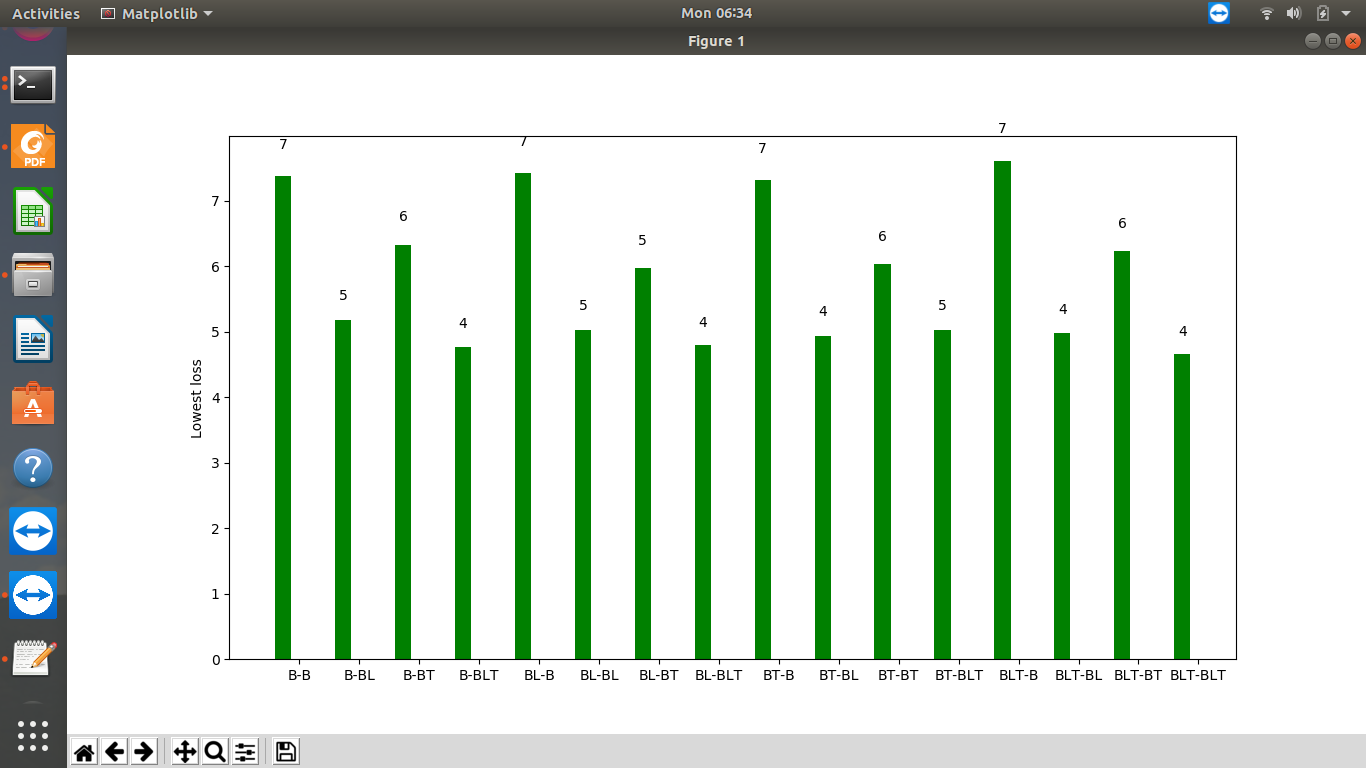 Activities Matplotlib Mon 06:34
Figure 1
PDF
7 7 7 7
6 5 6 6
5 4 5 4 4 5 4 4
7
6
5
4
3
2
1
0
Lowest loss
B-B B-BL B-BT B-BLT BL-B BL-BL BL-BT BL-BLT BT-B BT-BL BT-BT BT-BLT BLT-B BLT-BL BLT-BT BLT-BLT